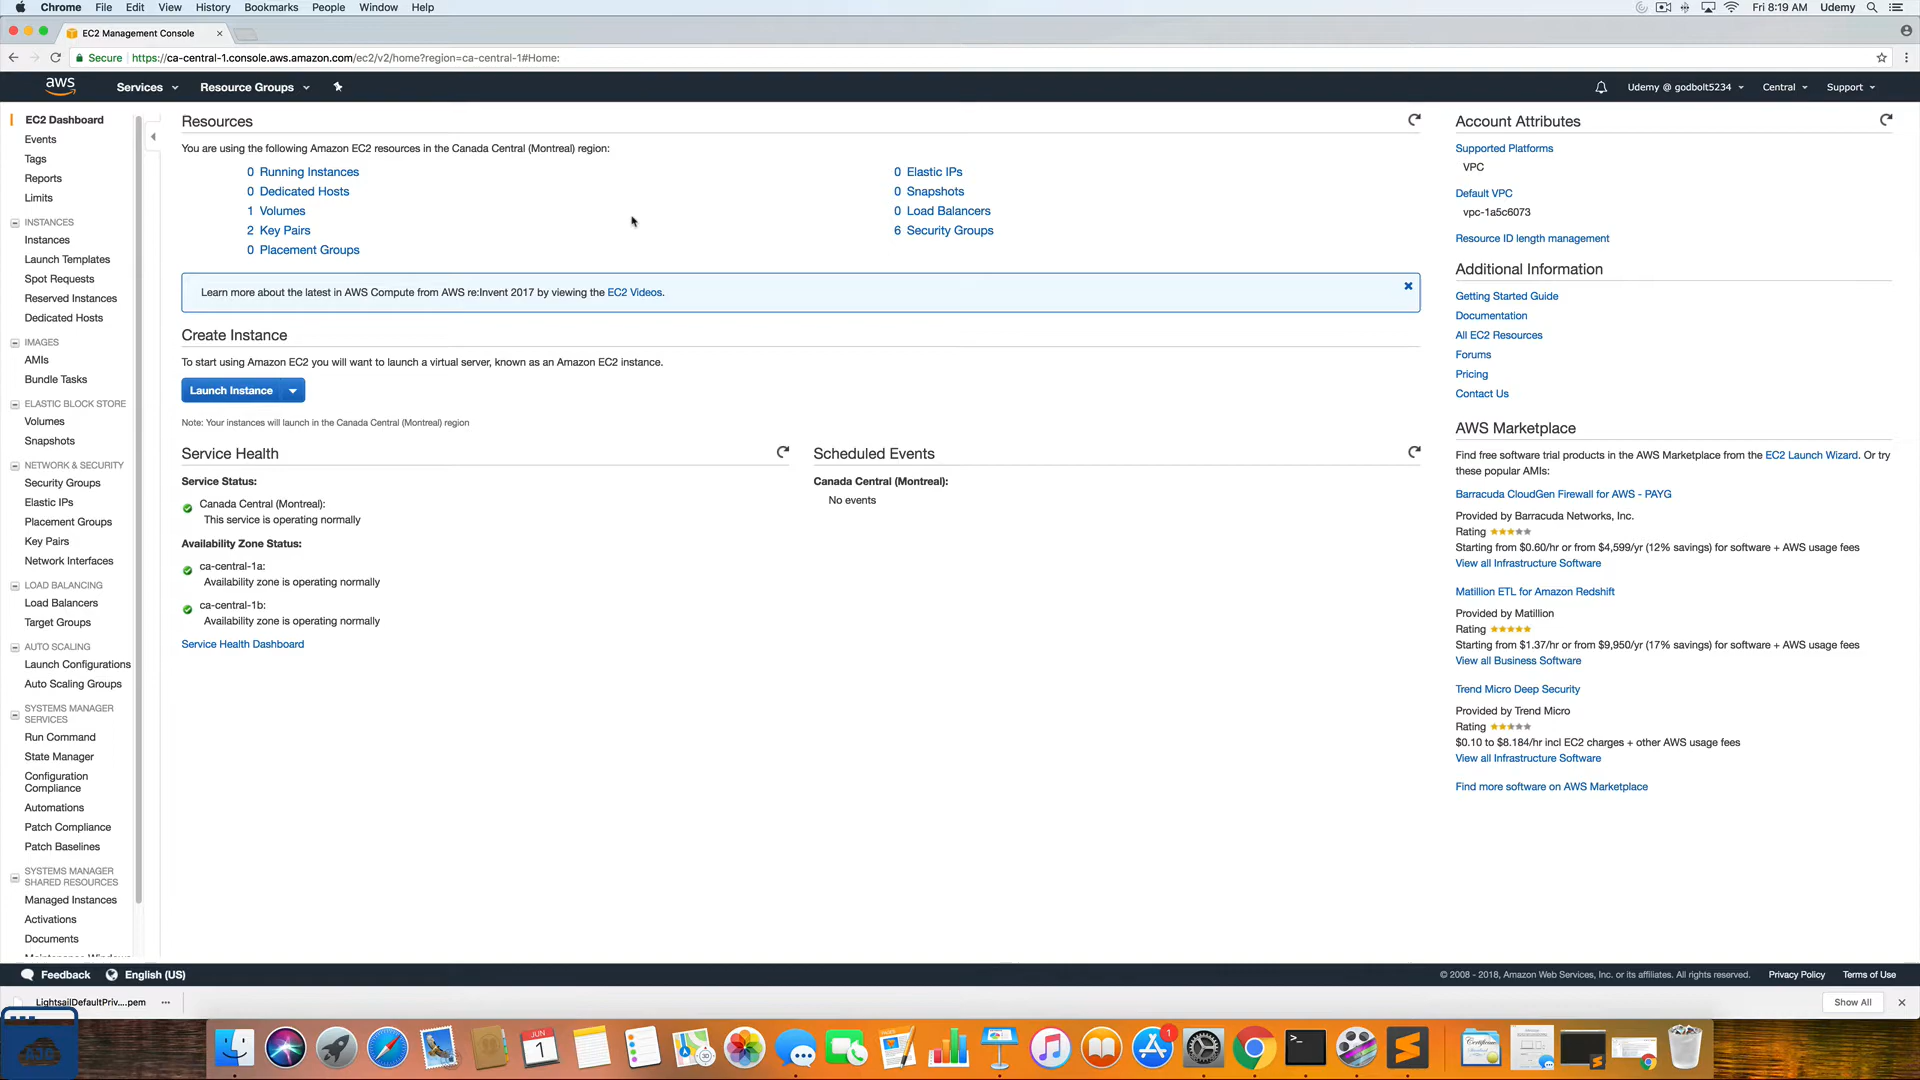 Chrome File Edit View History Bookmarks People Window Help Fri 8:19 AM Udemy
EC2 Management Console
Secure https://ca-central-1.console.aws.amazon.com/ec2/v2/home?region=ca-central-1#Home:
aws Services Resource Groups Udemy @ godbolt5234 Central Support
EC2 Dashboard
Events
Tags
Reports
Limits
INSTANCES
Instances
Launch Templates
Spot Requests
Reserved Instances
Dedicated Hosts
IMAGES
AMIs
Bundle Tasks
ELASTIC BLOCK STORE
Volumes
Snapshots
NETWORK & SECURITY
Security Groups
Elastic IPs
Placement Groups
Key Pairs
Network Interfaces
LOAD BALANCING
Load Balancers
Target Groups
AUTO SCALING
Launch Configurations
Auto Scaling Groups
SYSTEMS MANAGER
SERVICES
Run Command
State Manager
Configuration
Compliance
Automations
Patch Compliance
Patch Baselines
SYSTEMS MANAGER
SHARED RESOURCES
Managed Instances
Activations
Documents
Resources
You are using the following Amazon EC2 resources in the Canada Central (Montreal) region:
0 Running Instances
0 Dedicated Hosts
1 Volumes
2 Key Pairs
0 Placement Groups
0 Elastic IPs
0 Snapshots
0 Load Balancers
6 Security Groups
Learn more about the latest in AWS Compute from AWS re:Invent 2017 by viewing the EC2 Videos.
Create Instance
To start using Amazon EC2 you will want to launch a virtual server, known as an Amazon EC2 instance.
Launch Instance
Note: Your instances will launch in the Canada Central (Montreal) region
Service Health
Service Status:
Canada Central (Montreal):
This service is operating normally
Availability Zone Status:
ca-central-1a:
Availability zone is operating normally
ca-central-1b:
Availability zone is operating normally
Service Health Dashboard
Scheduled Events
Canada Central (Montreal):
No events
Account Attributes
Supported Platforms
VPC
Default VPC
vpc-1a5c6073
Resource ID length management
Additional Information
Getting Started Guide
Documentation
All EC2 Resources
Forums
Pricing
Contact Us
AWS Marketplace
Find free software trial products in the AWS Marketplace from the EC2 Launch Wizard. Or try
these popular AMIs:
Barracuda CloudGen Firewall for AWS - PAYG
Provided by Barracuda Networks, Inc.
Rating
Starting from $0.60/hr or from $4,599/yr (12% savings) for software + AWS usage fees
View all Infrastructure Software
Matillion ETL for Amazon Redshift
Provided by Matillion
Rating
Starting from $1.37/hr or from $9,950/yr (17% savings) for software + AWS usage fees
View all Business Software
Trend Micro Deep Security
Provided by Trend Micro
Rating
$0.10 to $8.184/hr incl EC2 charges + other AWS usage fees
View all Infrastructure Software
Find more software on AWS Marketplace
Feedback English (US) © 2008 - 2018, Amazon Web Services, Inc. or its affiliates. All rights reserved. Privacy Policy Terms of Use
LightsailDefaultPriv....pem Show All
JUN
1
3D
1